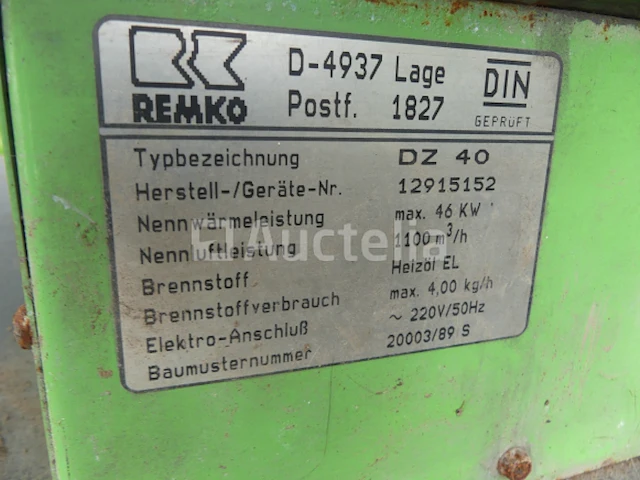 REMKO
D-4937 Lage
Postf. 1827
DIN
GEPRÜFT
Typbezeichnung DZ 40
Herstell-/Geräte-Nr. 12915152
Nennwärmeleistung max. 46 KW
Nennluftleistung 1100 m³/h
Brennstoff Heizöl EL
Brennstoffverbrauch max. 4,00 kg/h
Elektro-Anschluß ~ 220V/50Hz
Baumusternummer 20003/89 S
Auctelia